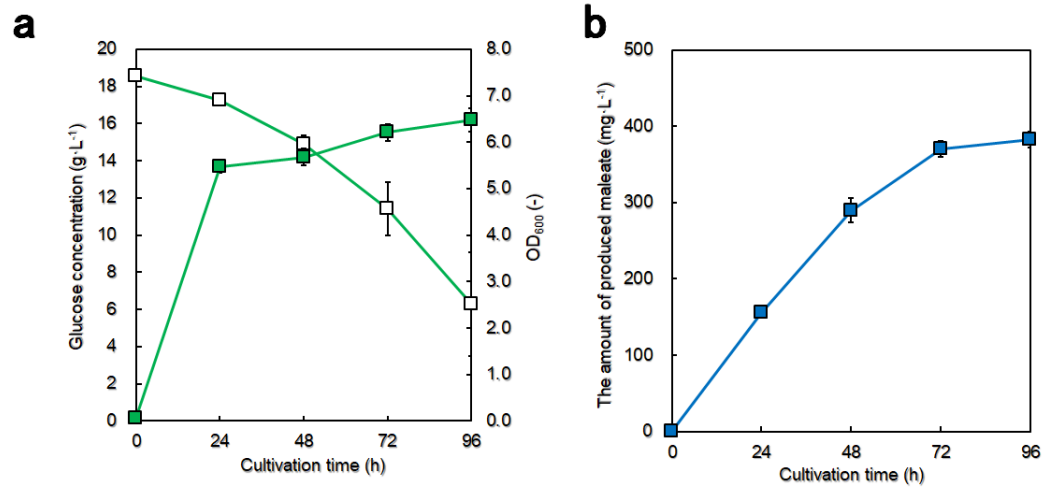 a
20
18
16
14
12
10
8
6
4
2
0
Glucose concentration (g·L⁻¹)
8.0
7.0
6.0
5.0
4.0
3.0
2.0
1.0
0.0
OD₆₀₀ (-)
0 24 48 72 96
Cultivation time (h)
b
500
400
300
200
100
0
The amount of produced maleate (mg·L⁻¹)
0 24 48 72 96
Cultivation time (h)